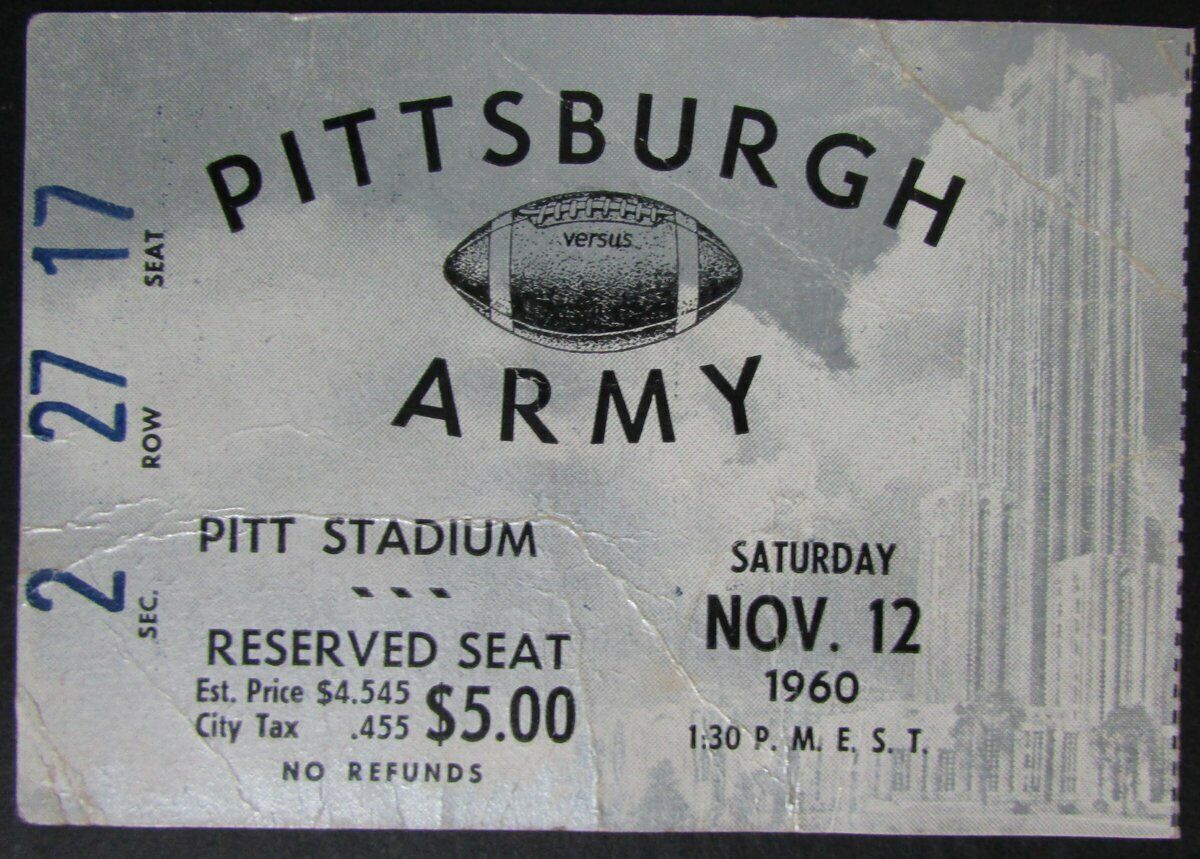 PITTSBURGH
versus
ARMY
17 SEAT
27 ROW
2 SEC.
PITT STADIUM
RESERVED SEAT
Est. Price $4.545
City Tax .455
$5.00
NO REFUNDS
SATURDAY
NOV. 12
1960
1:30 P. M. E. S. T.